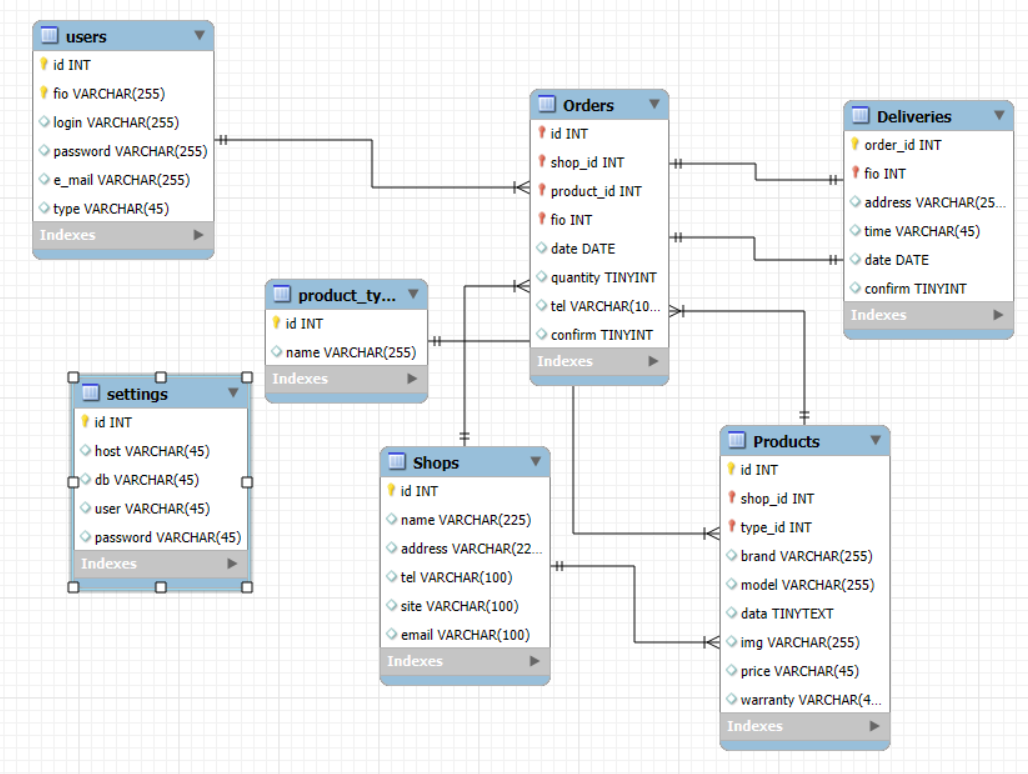 users
id INT
fio VARCHAR(255)
login VARCHAR(255)
password VARCHAR(255)
e_mail VARCHAR(255)
type VARCHAR(45)
Indexes
Orders
id INT
shop_id INT
product_id INT
fio INT
date DATE
quantity TINYINT
tel VARCHAR(10...
confirm TINYINT
Indexes
Deliveries
order_id INT
fio INT
address VARCHAR(25...
time VARCHAR(45)
date DATE
confirm TINYINT
Indexes
product_ty...
id INT
name VARCHAR(255)
Indexes
settings
id INT
host VARCHAR(45)
db VARCHAR(45)
user VARCHAR(45)
password VARCHAR(45)
Indexes
Shops
id INT
name VARCHAR(225)
address VARCHAR(22...
tel VARCHAR(100)
site VARCHAR(100)
email VARCHAR(100)
Indexes
Products
id INT
shop_id INT
type_id INT
brand VARCHAR(255)
model VARCHAR(255)
data TINYTEXT
img VARCHAR(255)
price VARCHAR(45)
warranty VARCHAR(4...
Indexes